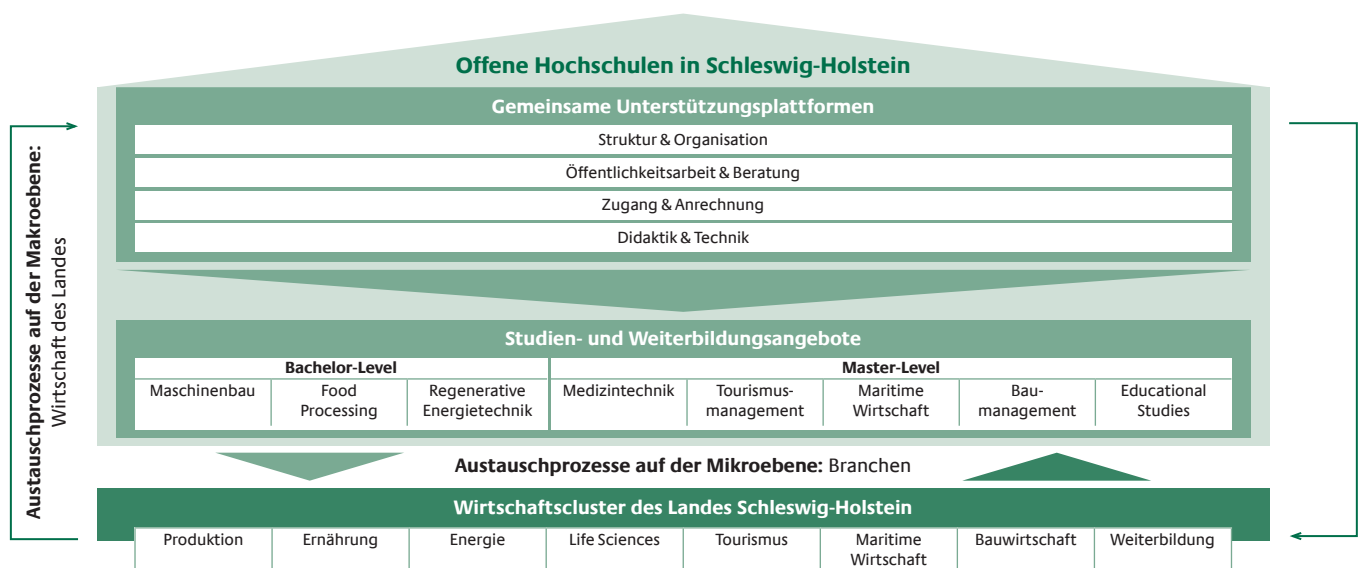 Offene Hochschulen in Schleswig-Holstein
Gemeinsame Unterstützungsplattformen
Struktur & Organisation
Öffentlichkeitsarbeit & Beratung
Zugang & Anrechnung
Didaktik & Technik
Austauschprozesse auf der Makroebene:
Wirtschaft des Landes
Studien- und Weiterbildungsangebote
Bachelor-Level
Master-Level
Maschinenbau
Food
Processing
Regenerative
Energietechnik
Medizintechnik
Tourismus-
management
Maritime
Wirtschaft
Bau-
management
Educational
Studies
Austauschprozesse auf der Mikroebene: Branchen
Wirtschaftscluster des Landes Schleswig-Holstein
Produktion
Ernährung
Energie
Life Sciences
Tourismus
Maritime
Wirtschaft
Bauwirtschaft
Weiterbildung